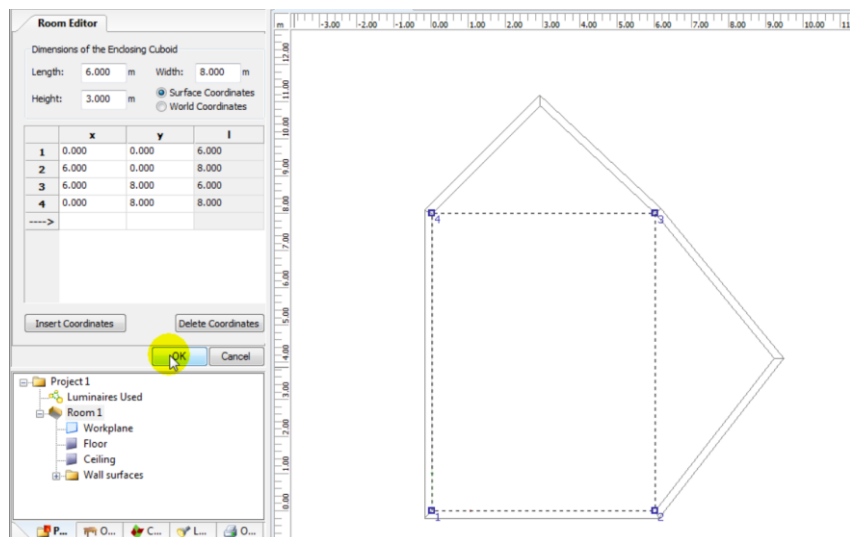 Room Editor
Dimensions of the Enclosing Cuboid
Length: 6.000 m Width: 8.000 m
Height: 3.000 m Surface Coordinates
World Coordinates
x y l
1 0.000 0.000 6.000
2 6.000 0.000 8.000
3 6.000 8.000 6.000
4 0.000 8.000 8.000
---->
Insert Coordinates Delete Coordinates
OK Cancel
Project 1
Luminaires Used
Room 1
Workplane
Floor
Ceiling
Wall surfaces
P... O... C... L... O...
m -3.00 -2.00 -1.00 0.00 1.00 2.00 3.00 4.00 5.00 6.00 7.00 8.00 9.00 10.00 11
12.00
11.00
10.00
9.00
8.00
7.00
6.00
5.00
4.00
3.00
2.00
1.00
0.00
4 3
1 2